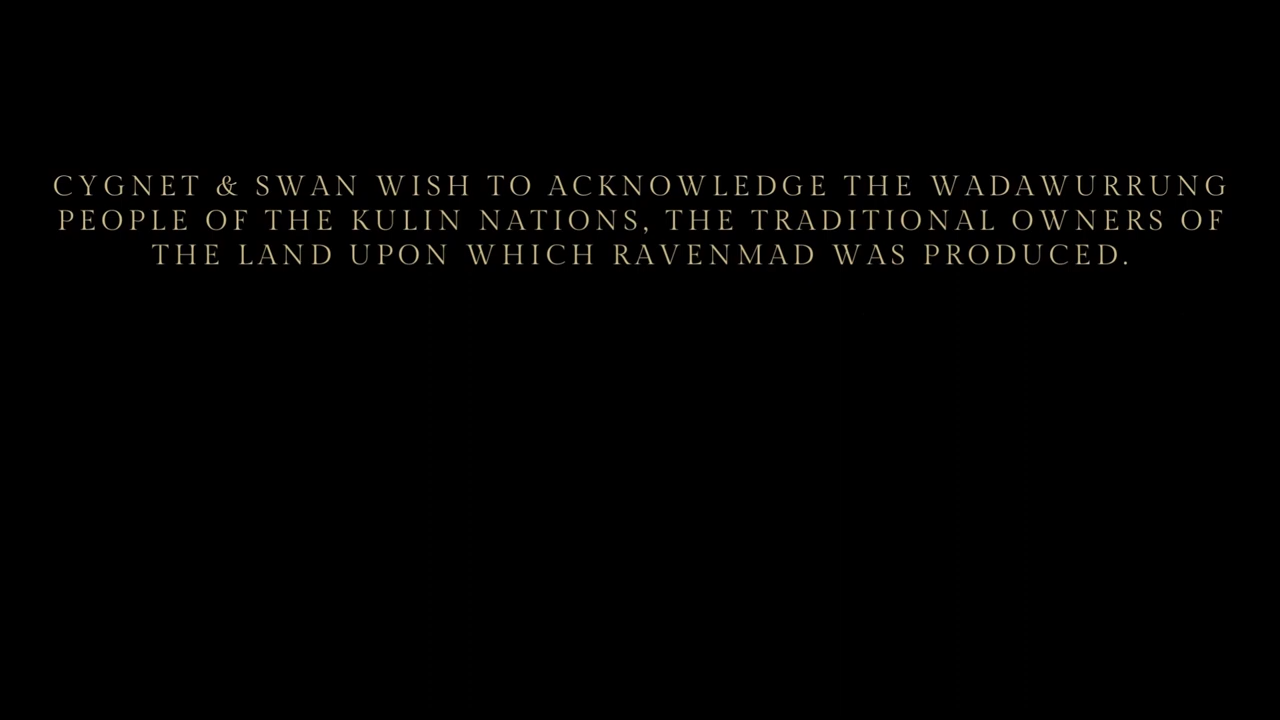 CYGNET & SWAN WISH TO ACKNOWLEDGE THE WADAWURRUNG
PEOPLE OF THE KULIN NATIONS, THE TRADITIONAL OWNERS OF
THE LAND UPON WHICH RAVENMAD WAS PRODUCED.